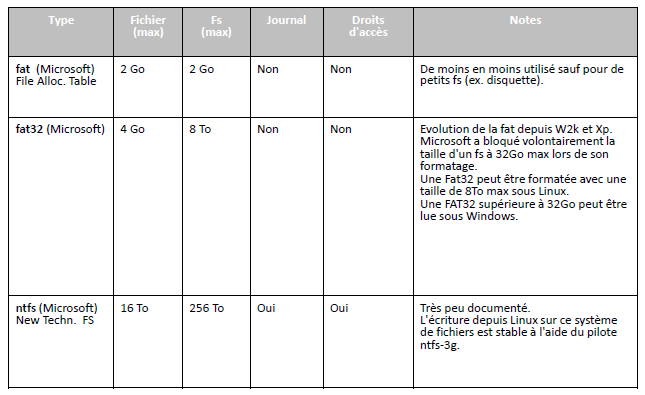 Type Fichier (max) Fs (max) Journal Droits d'accès Notes
fat (Microsoft)
File Alloc. Table
2 Go
2 Go
Non
Non
De moins en moins utilisé sauf pour de
petits fs (ex. disquette).
fat32 (Microsoft)
4 Go
8 To
Non
Non
Evolution de la fat depuis W2k et Xp.
Microsoft a bloqué volontairement la
taille d'un fs à 32Go max lors de son
formatage.
Une Fat32 peut être formatée avec une
taille de 8To max sous Linux.
Une FAT32 supérieure à 32Go peut être
lue sous Windows.
ntfs (Microsoft)
New Techn. FS
16 To
256 To
Oui
Oui
Très peu documenté.
L'écriture depuis Linux sur ce système
de fichiers est stable à l'aide du pilote
ntfs-3g.